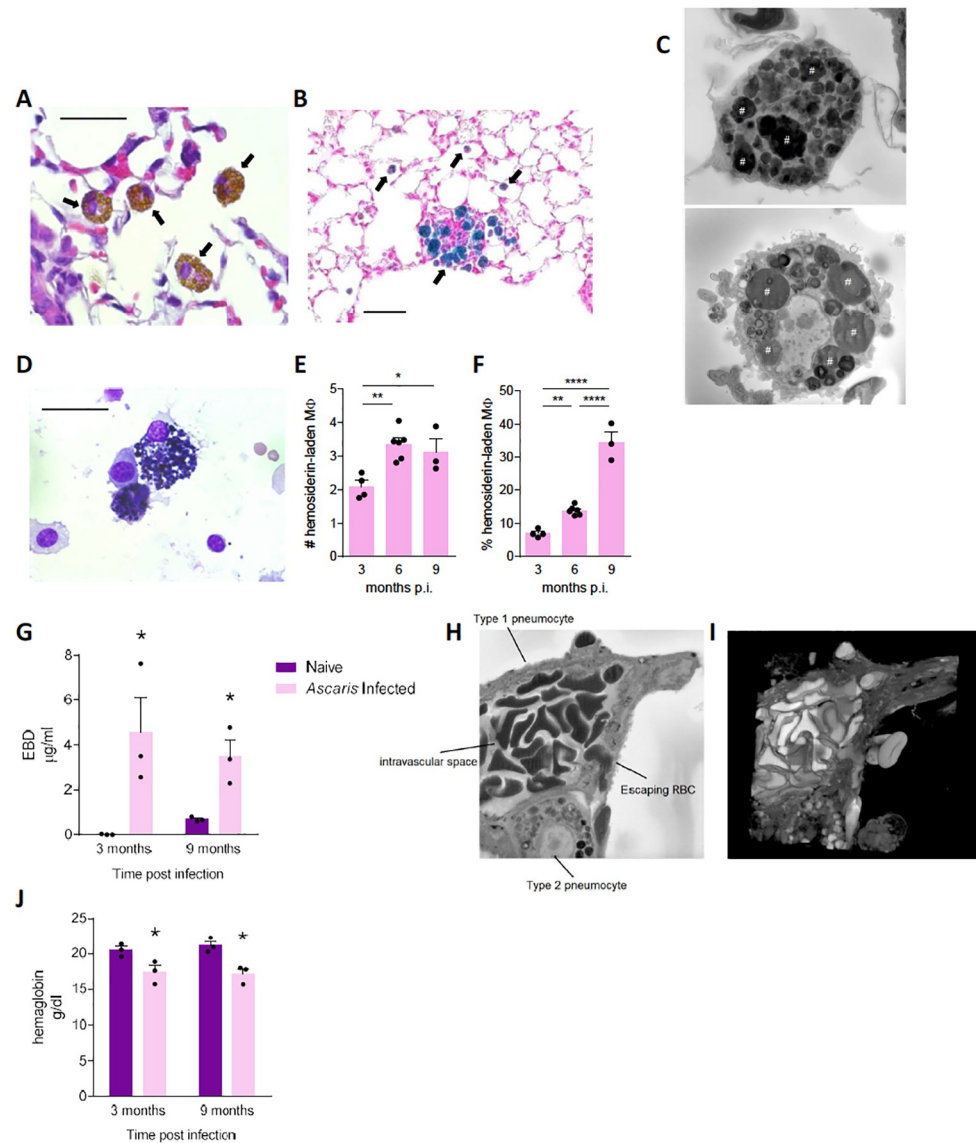 A
B
C
#
#
#
#
#
#
#
#
#
D
E
# hemosiderin-laden MΦ
5
4
3
2
1
0
*
**
3 6 9
months p.i.
F
% hemosiderin-laden MΦ
50
40
30
20
10
0
****
** ****
3 6 9
months p.i.
G
EBD
μg/ml
8
6
4
2
0
*
*
3 months 9 months
Time post infection
Naive
Ascaris Infected
H
Type 1 pneumocyte
intravascular space
Escaping RBC
Type 2 pneumocyte
I
J
hemaglobin
g/dl
25
20
15
10
5
0
*
*
3 months 9 months
Time post infection